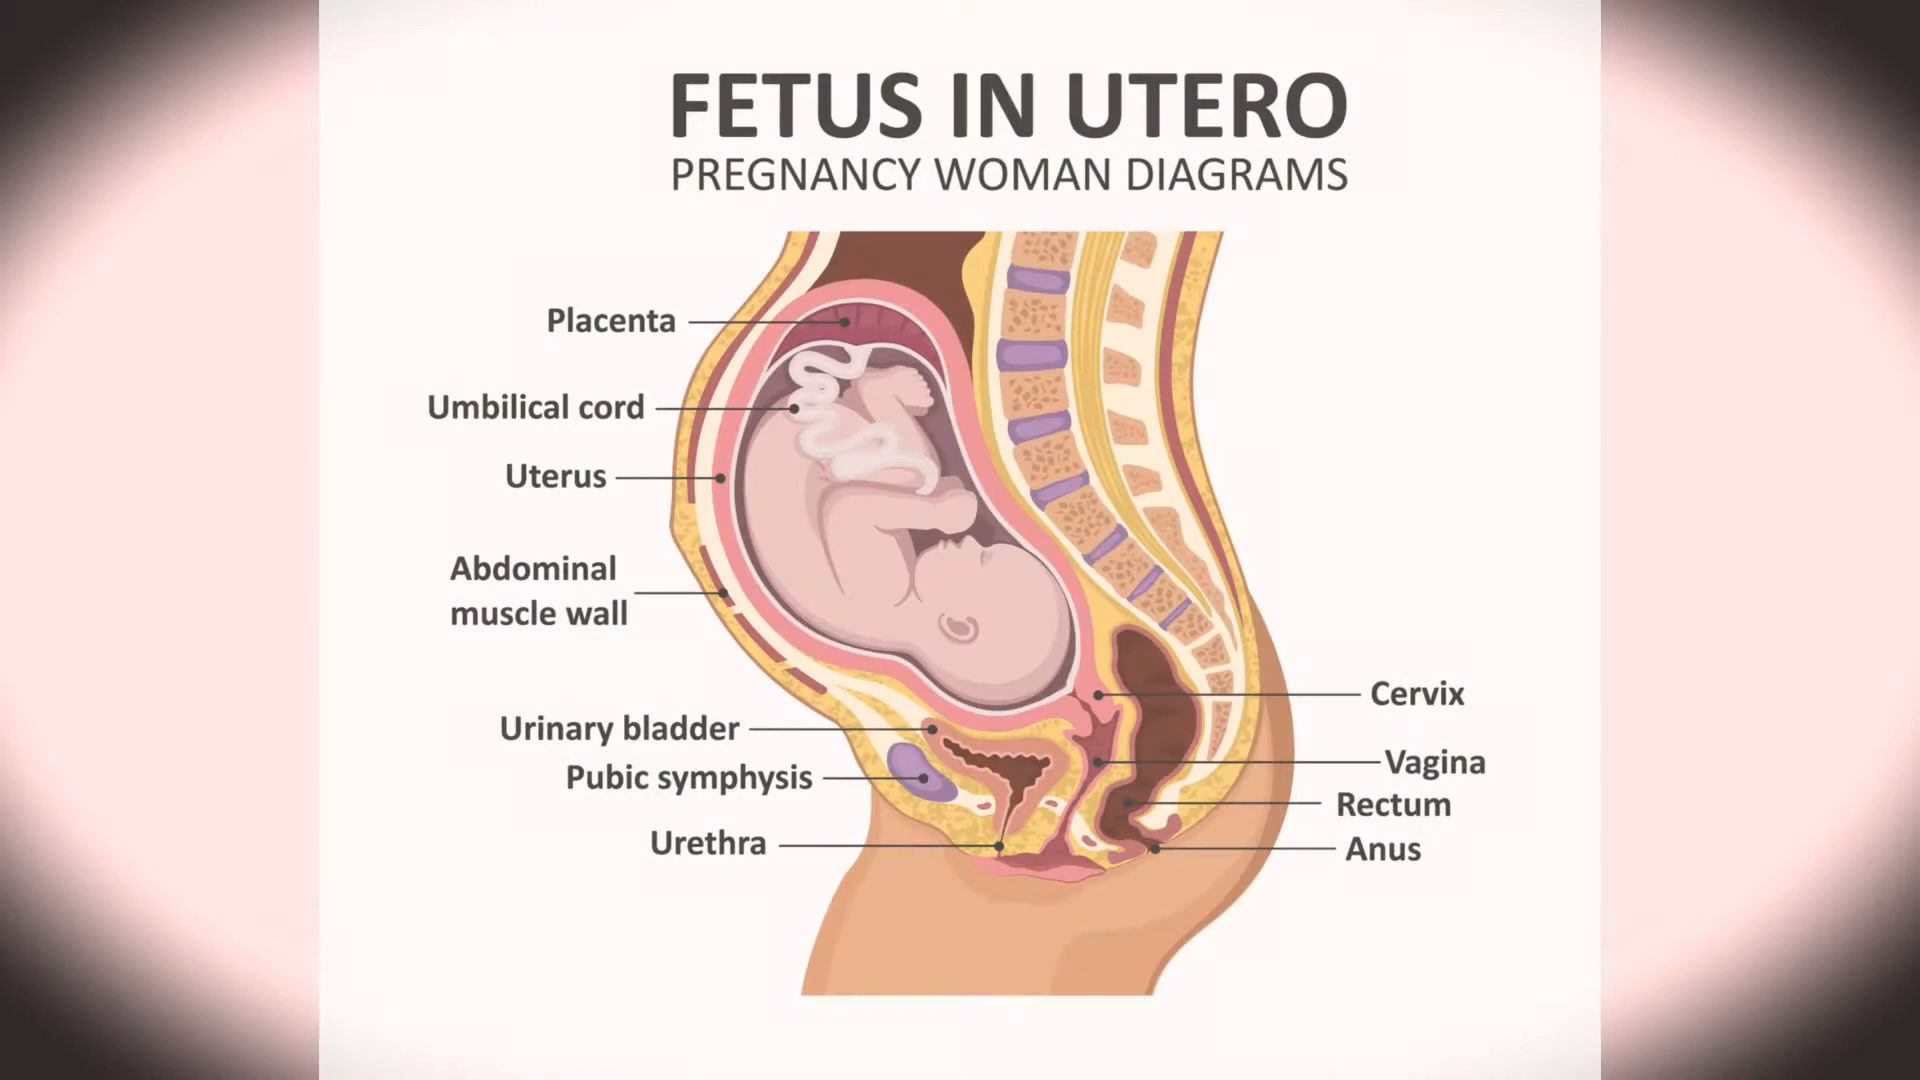 FETUS IN UTERO
PREGNANCY WOMAN DIAGRAMS
Placenta
Umbilical cord
Uterus
Abdominal
muscle wall
Urinary bladder
Pubic symphysis
Urethra
Cervix
Vagina
Rectum
Anus